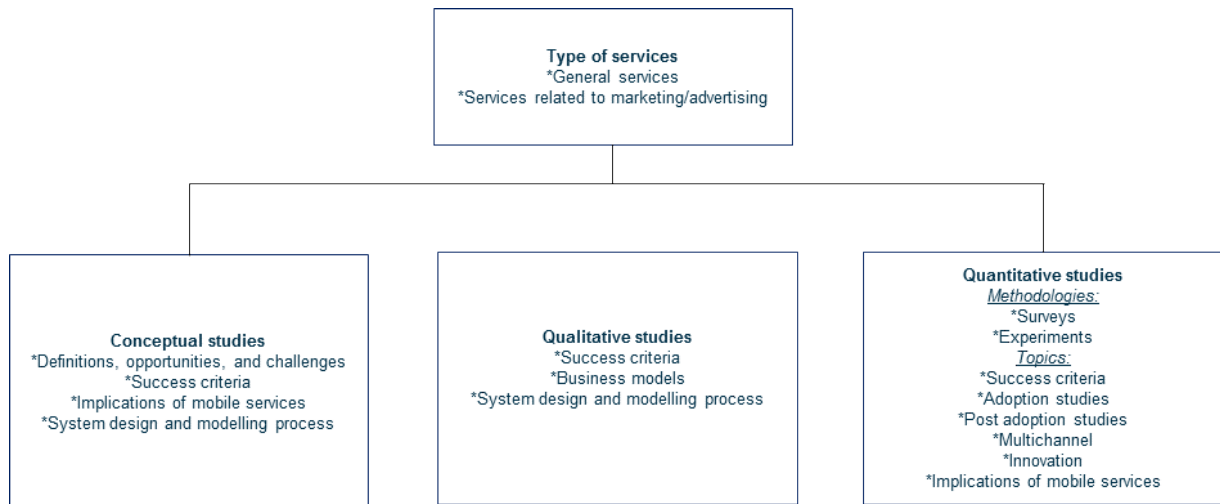 Type of services
*General services
*Services related to marketing/advertising
Conceptual studies
*Definitions, opportunities, and challenges
*Success criteria
*Implications of mobile services
*System design and modelling process
Qualitative studies
*Success criteria
*Business models
*System design and modelling process
Quantitative studies
Methodologies:
*Surveys
*Experiments
Topics:
*Success criteria
*Adoption studies
*Post adoption studies
*Multichannel
*Innovation
*Implications of mobile services